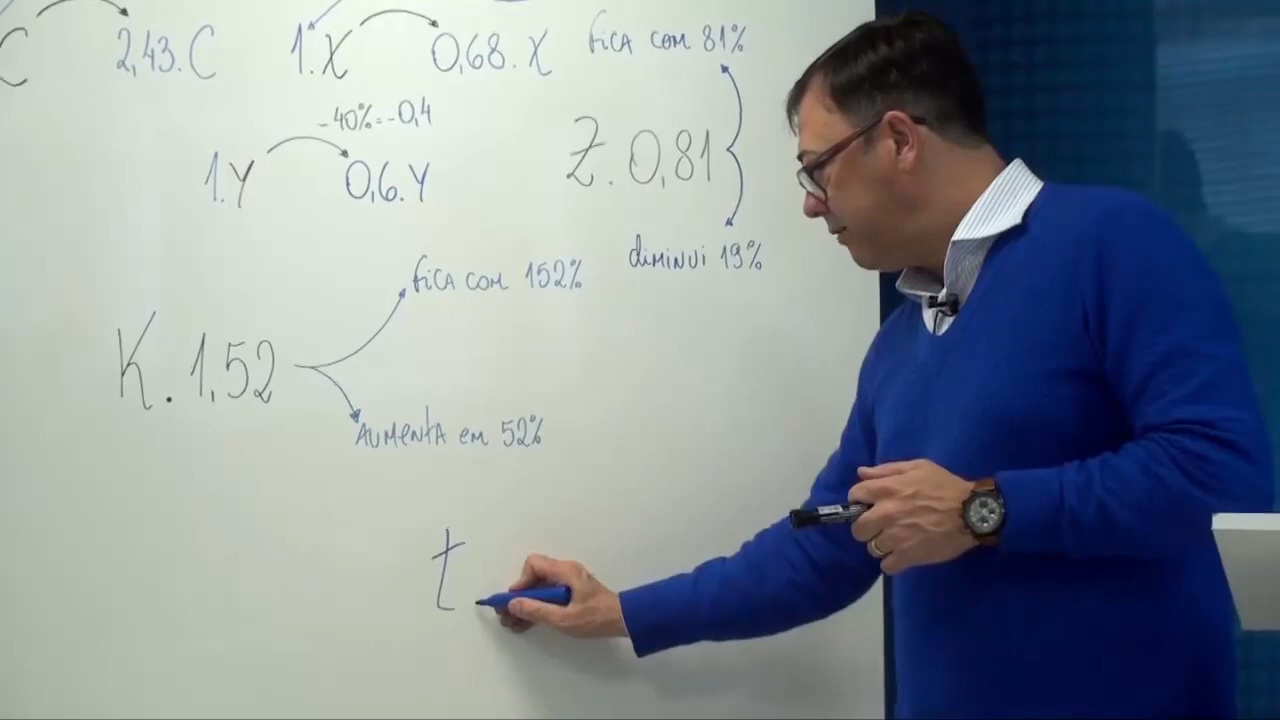 C 2,43.C
1.X 0,68.X
fica com 81%
-40%=-0,4
1.Y 0,6.Y
Z.0,81
diminui 19%
fica com 152%
K.1,52
Aumenta em 52%
t